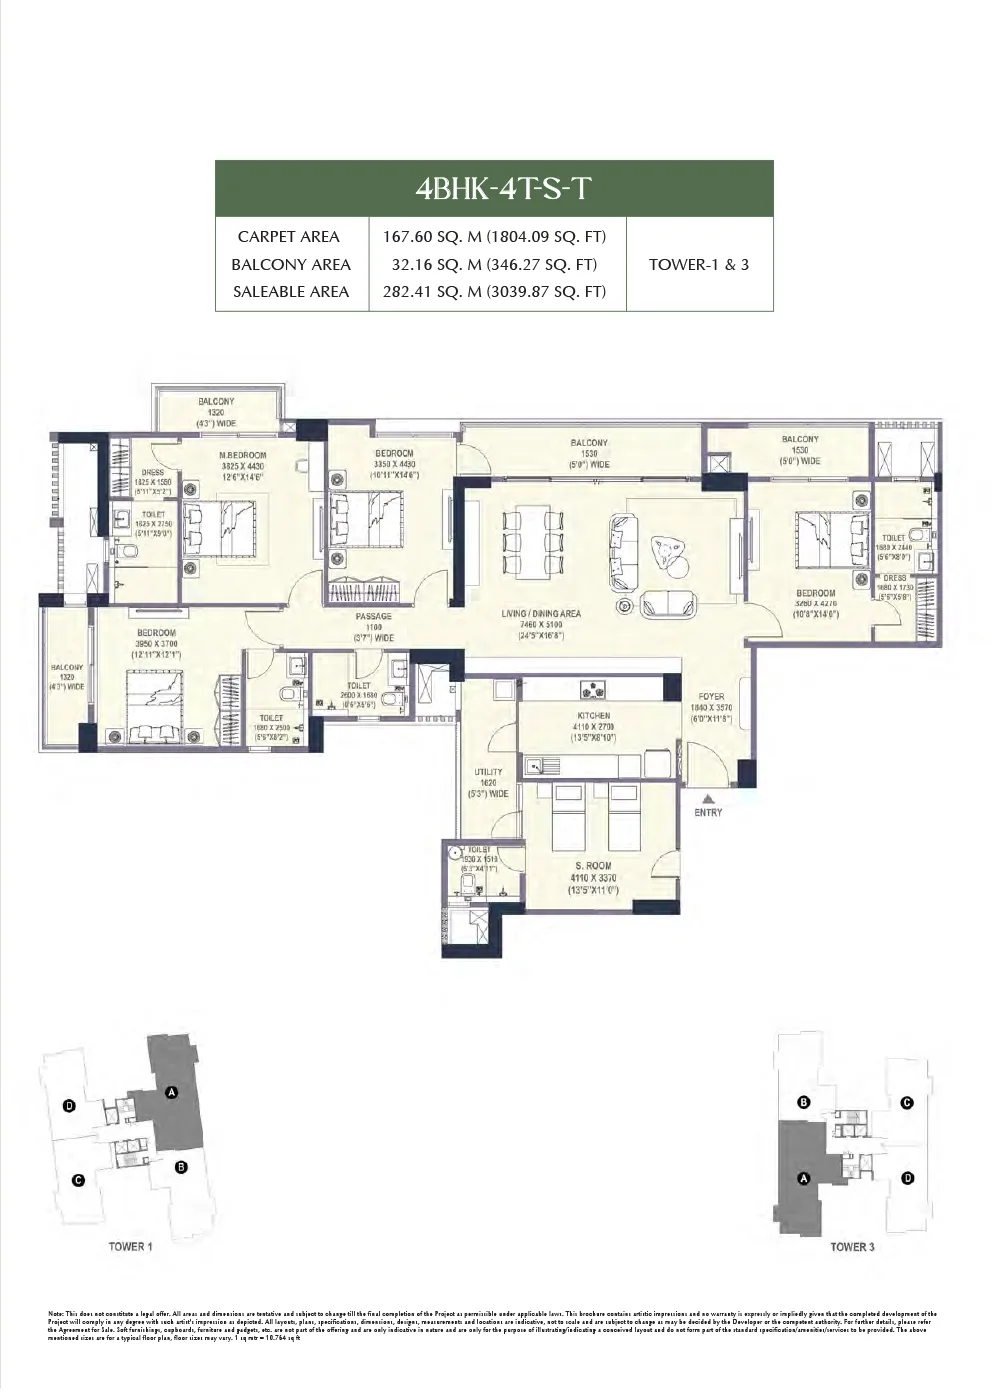 4BHK-4T-S-T
CARPET AREA 167.60 SQ. M (1804.09 SQ. FT)
BALCONY AREA 32.16 SQ. M (346.27 SQ. FT) TOWER-1 & 3
SALEABLE AREA 282.41 SQ. M (3039.87 SQ. FT)
BALCONY
1320
(4'3") WIDE
M.BEDROOM
3825 X 4430
12'6"X14'6"
BEDROOM
3350 X 4430
(10'11"X14'6")
BALCONY
1530
(5'0") WIDE
BALCONY
1530
(5'0") WIDE
DRESS
1825 X 1580
(5'11"X5'2")
TOILET
1825 X 2750
(5'11"X9'0")
TOILET
1680 X 2440
(5'6"X8'0")
DRESS
1680 X 1730
(5'6"X5'8")
BEDROOM
3260 X 4270
(10'8"X14'0")
LIVING / DINING AREA
7460 X 5100
(24'5"X16'8")
PASSAGE
1100
(3'7") WIDE
BEDROOM
3950 X 3700
(12'11"X12'1")
BALCONY
1320
(4'3") WIDE
TOILET
2600 X 1680
TOILET
1680 X 2500
(5'6"X8'2")
FOYER
1840 X 3570
(6'0"X11'8")
KITCHEN
4110 X 2700
(13'5"X8'10")
UTILITY
1620
(5'3") WIDE
ENTRY
TOILET
1630 X 1510
(5'3"X4'11")
S. ROOM
4110 X 3370
(13'5"X11'0")
A
D
B
C
TOWER 1
B
C
A
D
TOWER 3
Note: This does not constitute a legal offer. All areas and dimensions are tentative and subject to change till the final completion of the Project as permissible under applicable laws. This brochure contains artistic impressions and no warranty is expressly or impliedly given that the completed development of the
Project will comply in any degree with such artist's impression as depicted. All layouts, plans, specifications, dimensions, designs, measurements and locations are indicative, not to scale and are subject to change as may be decided by the Developer or the competent authority. For further details, please refer
the Agreement for Sale. Soft furnishings, cupboards, furniture and gadgets, etc. are not part of the offering and are only indicative in nature and are only for the purpose of illustrating/indicating a conceived layout and do not form part of the standard specification/amenities/services to be provided. The above
mentioned sizes are for a typical floor plan, floor sizes may vary. 1 sq mtr = 10.764 sq ft